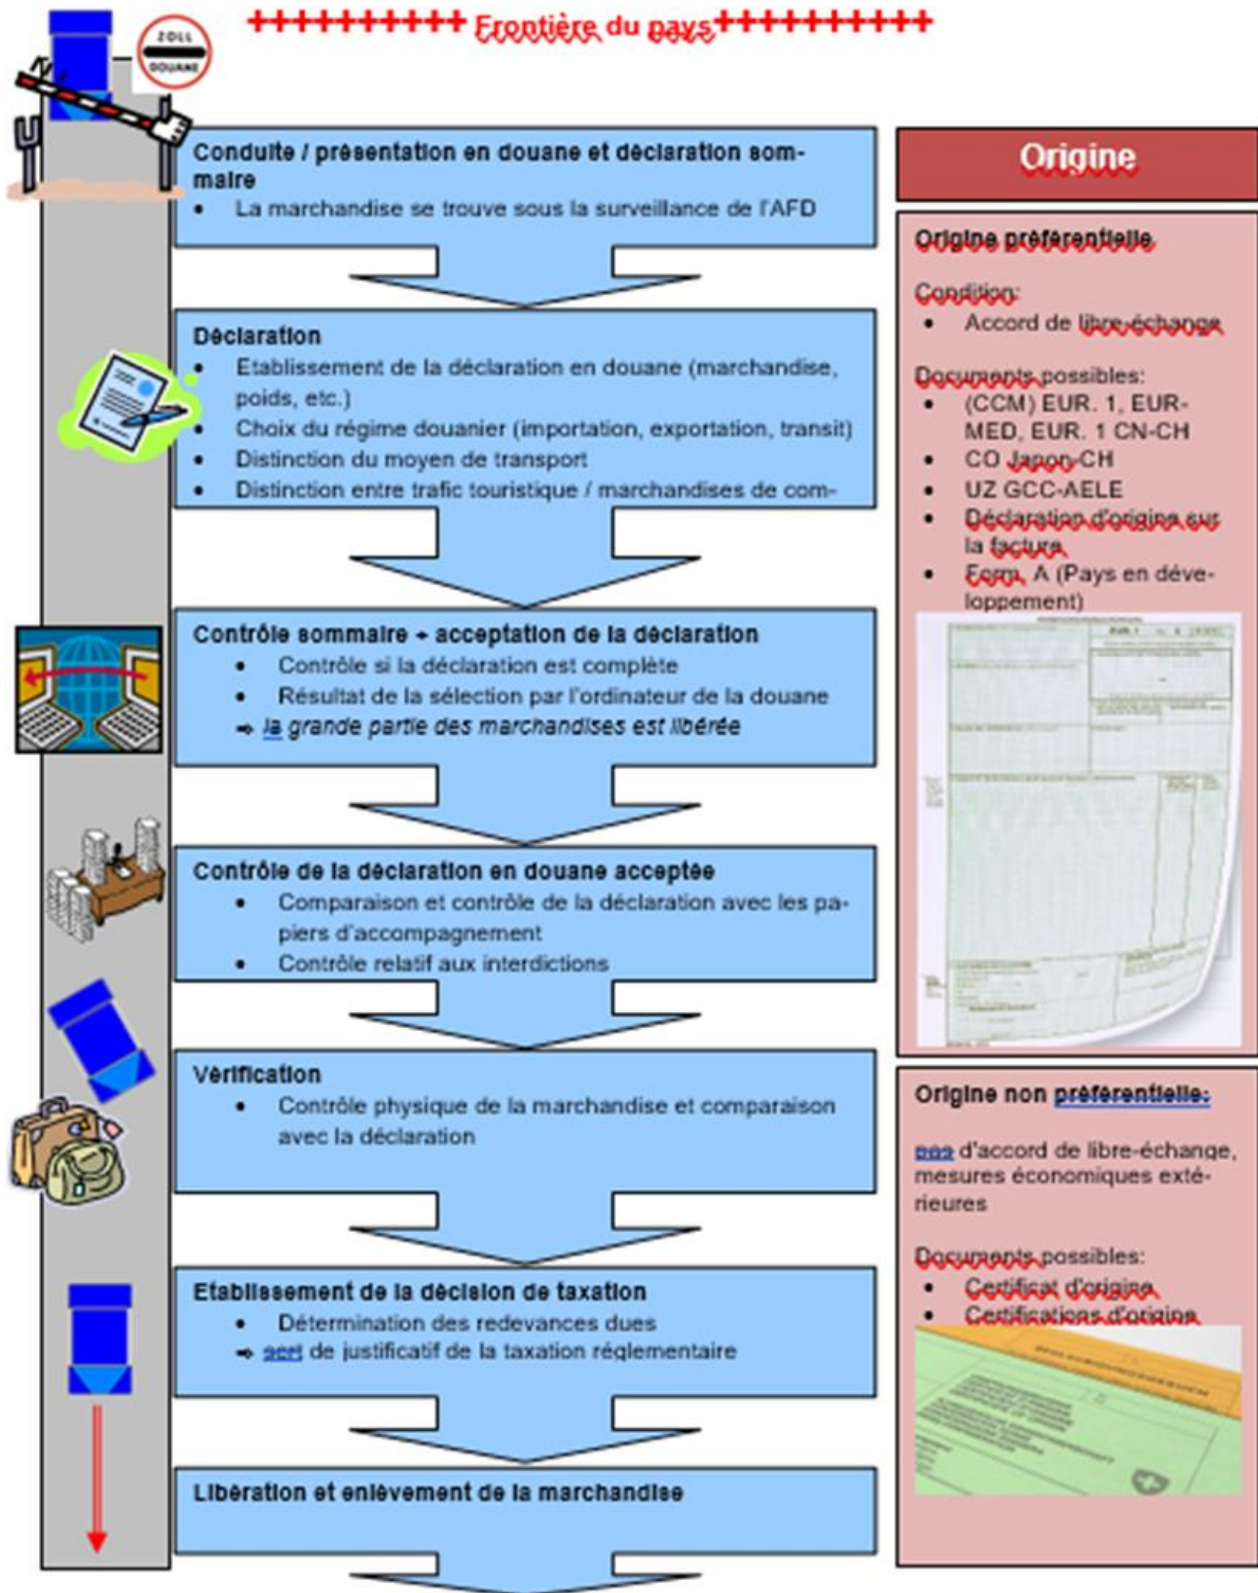 ++++++++++ Frontière du pays ++++++++++
ZOLL
DOUANE
Conduite / présentation en douane et déclaration som-
maire
• La marchandise se trouve sous la surveillance de l'AFD
Déclaration
• Etablissement de la déclaration en douane (marchandise,
poids, etc.)
• Choix du régime douanier (importation, exportation, transit)
• Distinction du moyen de transport
• Distinction entre trafic touristique / marchandises de com-
Contrôle sommaire + acceptation de la déclaration
• Contrôle si la déclaration est complète
• Résultat de la sélection par l'ordinateur de la douane
⇒ la grande partie des marchandises est libérée
Contrôle de la déclaration en douane acceptée
• Comparaison et contrôle de la déclaration avec les pa-
piers d'accompagnement
• Contrôle relatif aux interdictions
Vérification
• Contrôle physique de la marchandise et comparaison
avec la déclaration
Etablissement de la décision de taxation
• Détermination des redevances dues
⇒ sert de justificatif de la taxation réglementaire
Libération et enlèvement de la marchandise
Origine
Origine préférentielle
Condition:
• Accord de libre-échange
Documents possibles:
• (CCM) EUR. 1, EUR-
MED, EUR. 1 CN-CH
• CO Japon-CH
• UZ GCC-AELE
• Déclaration d'origine sur
la facture
• Form. A (Pays en déve-
loppement)
EUR. 1
Origine non préférentielle:
pas d'accord de libre-échange,
mesures économiques exté-
rieures
Documents possibles:
• Certificat d'origine
• Certifications d'origine